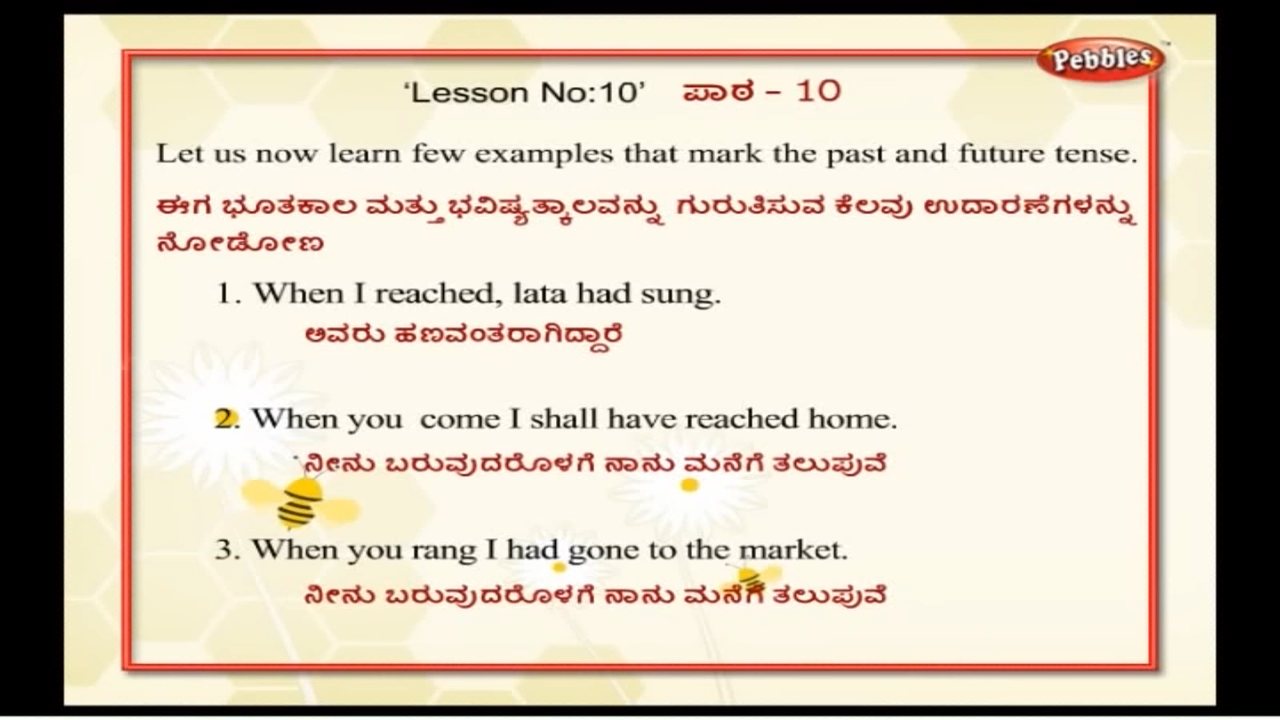 Pebbles™
‘Lesson No:10’ ಪಾಠ – 10
Let us now learn few examples that mark the past and future tense.
ಈಗ ಭೂತಕಾಲ ಮತ್ತು ಭವಿಷ್ಯತ್ಕಾಲವನ್ನು ಗುರುತಿಸುವ ಕೆಲವು ಉದಾರಣೆಗಳನ್ನು
ನೋಡೋಣ
1. When I reached, lata had sung.
ಅವರು ಹಣವಂತರಾಗಿದ್ದಾರೆ
2. When you come I shall have reached home.
ನೀನು ಬರುವುದರೊಳಗೆ ನಾನು ಮನೆಗೆ ತಲುಪುವೆ
3. When you rang I had gone to the market.
ನೀನು ಬರುವುದರೊಳಗೆ ನಾನು ಮನೆಗೆ ತಲುಪುವೆ